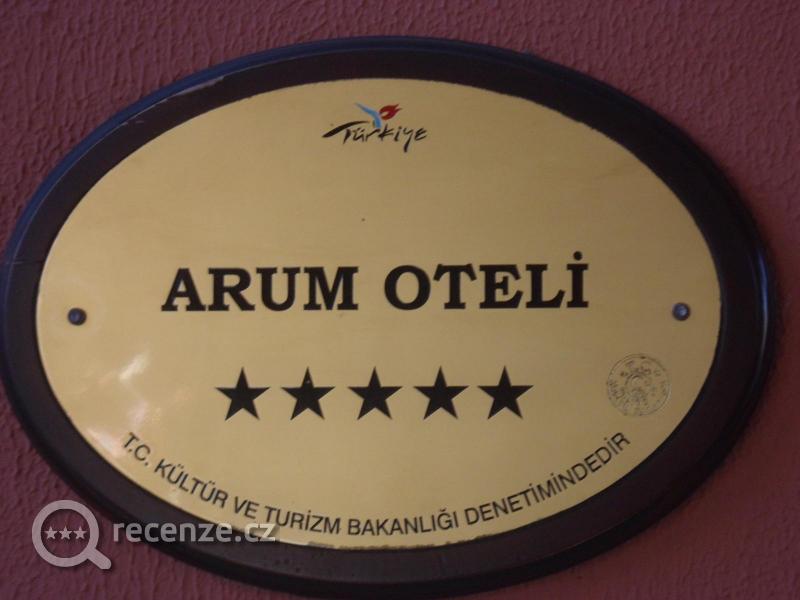 Türkiye
ARUM OTELİ
T.C. KÜLTÜR VE TURİZM BAKANLIĞI DENETİMİNDEDİR
recenze.cz